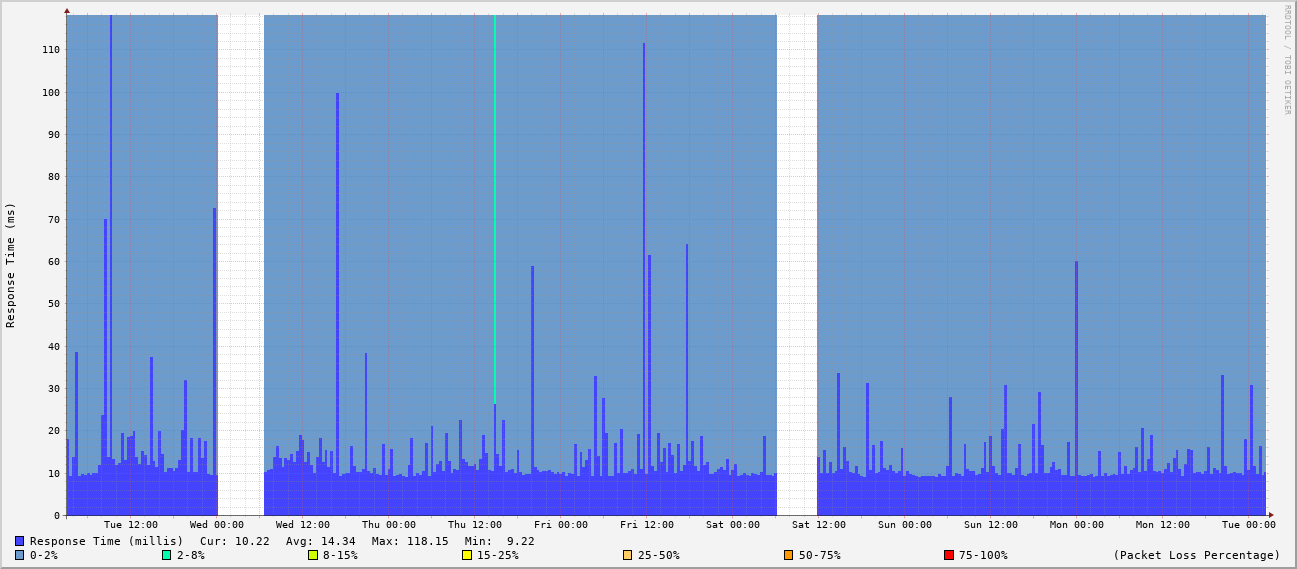 RRDTOOL / TOBI OETIKER
Response Time (ms)
110
100
90
80
70
60
50
40
30
20
10
0
Tue 12:00 Wed 00:00 Wed 12:00 Thu 00:00 Thu 12:00 Fri 00:00 Fri 12:00 Sat 00:00 Sat 12:00 Sun 00:00 Sun 12:00 Mon 00:00 Mon 12:00 Tue 00:00
Response Time (millis) Cur: 10.22 Avg: 14.34 Max: 118.15 Min: 9.22
0-2% 2-8% 8-15% 15-25% 25-50% 50-75% 75-100% (Packet Loss Percentage)